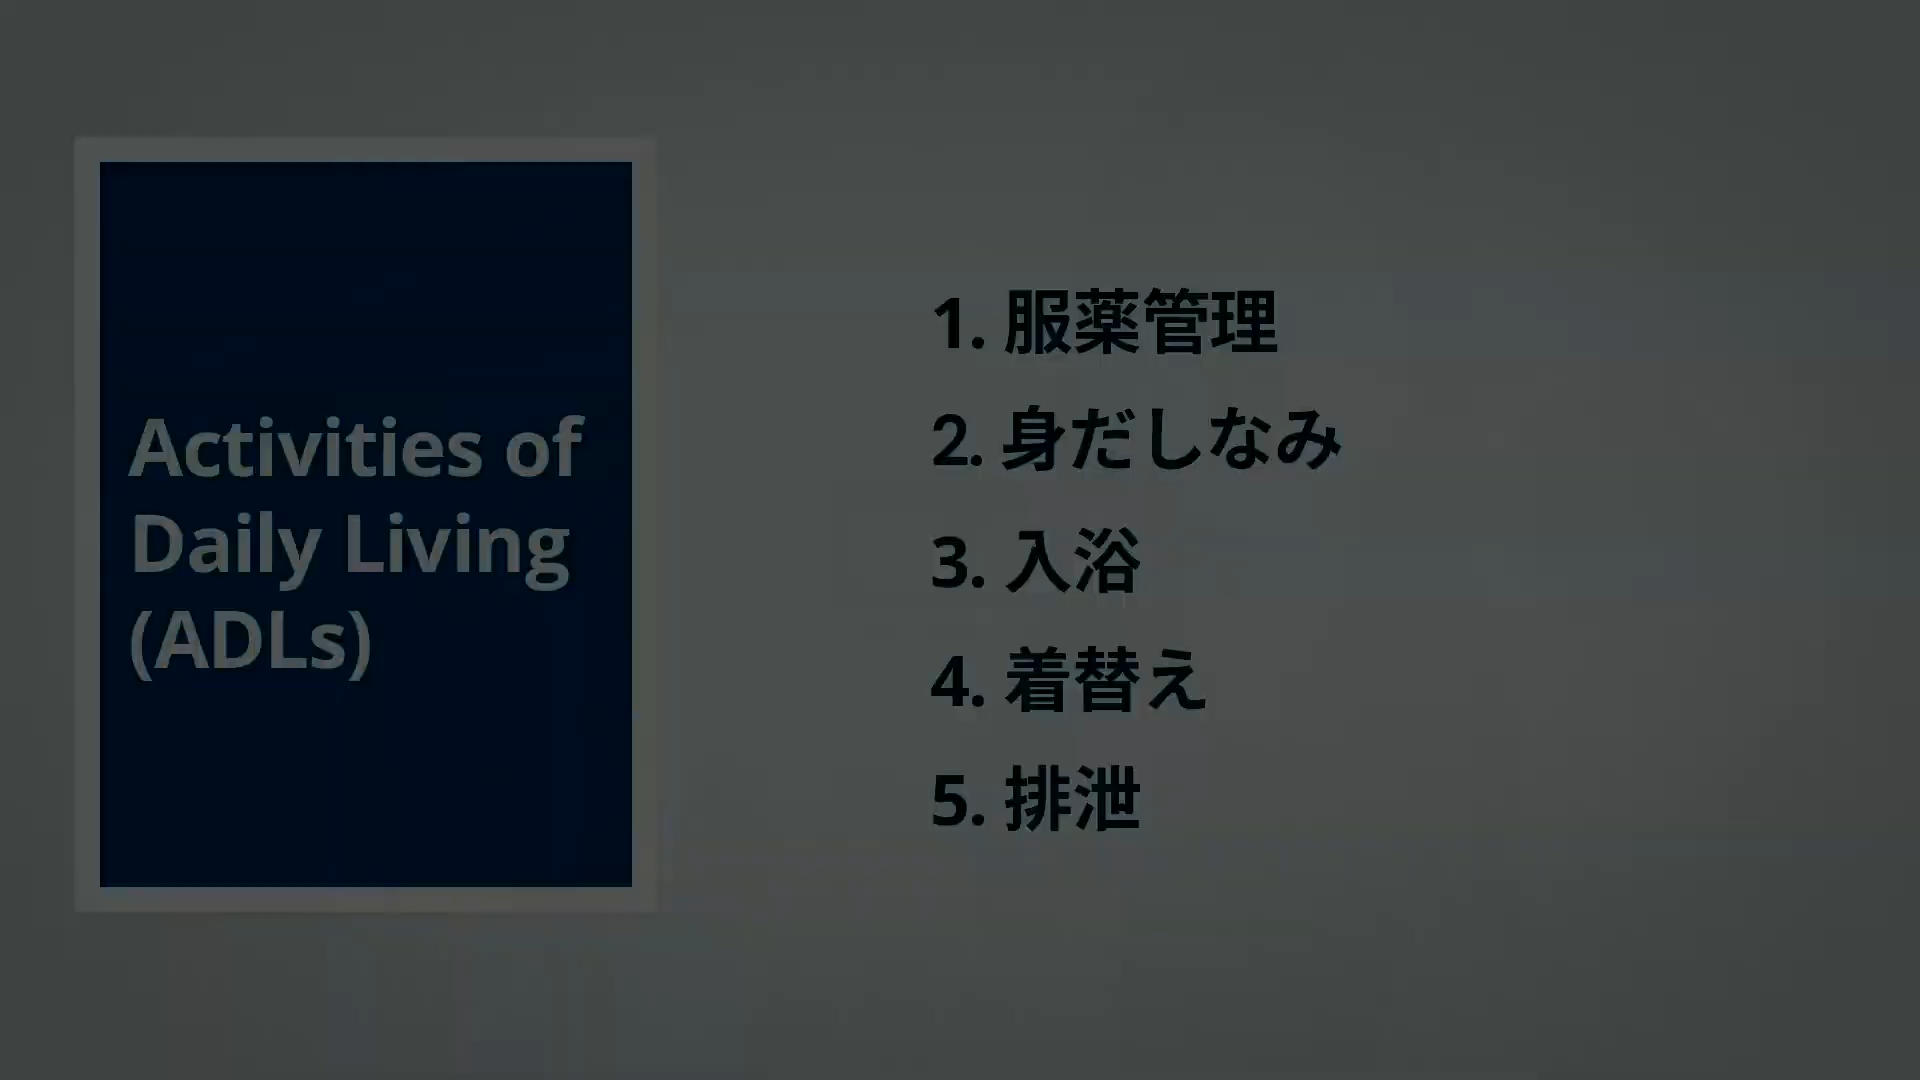 Activities of
Daily Living
(ADLs)
1. 服薬管理
2. 身だしなみ
3. 入浴
4. 着替え
5. 排泄